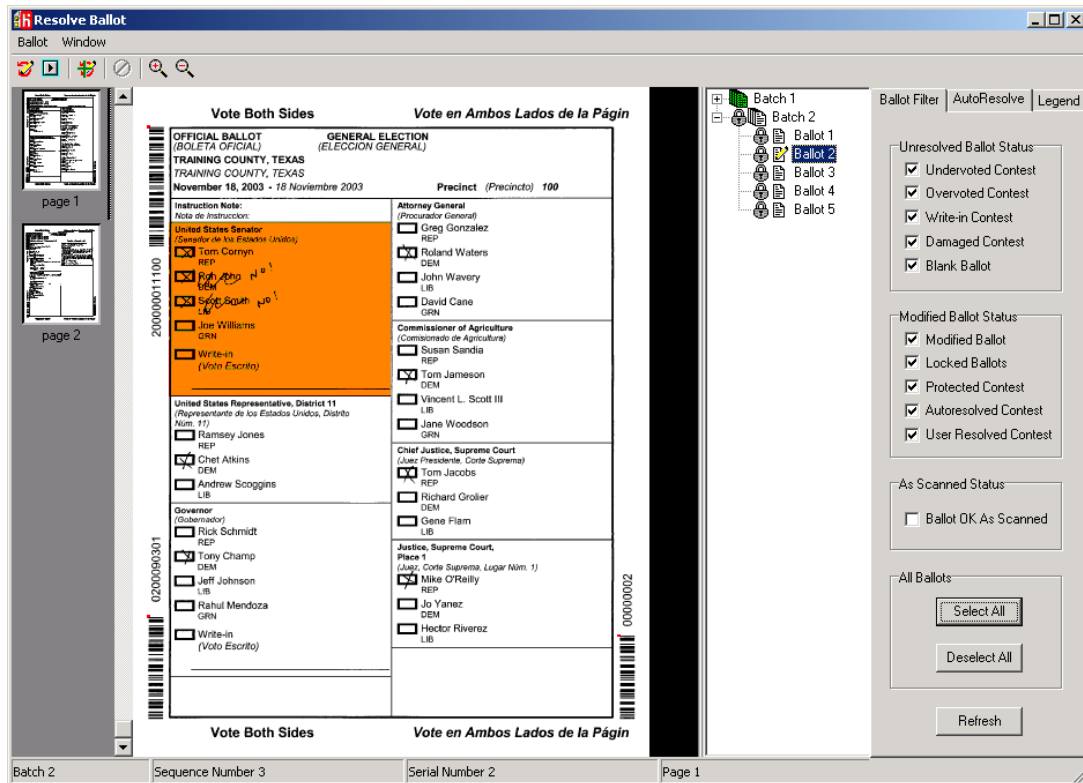 Resolve Ballot
Ballot Window
page 1
page 2
Vote Both Sides
Vote en Ambos Lados de la Págin
OFFICIAL BALLOT GENERAL ELECTION
(BOLETA OFICIAL) (ELECCION GENERAL)
TRAINING COUNTY, TEXAS
TRAINING COUNTY, TEXAS
November 18, 2003 - 18 Noviembre 2003 Precinct (Precincto) 100
Instruction Note:
Nota de Instruccion:
United States Senator
(Senador de los Estados Unidos)
Tom Cornyn
REP
Ron John No!
DEM
Scott Smith No!
LIB
Joe Williams
GRN
Write-in
(Voto Escrito)
United States Representative, District 11
(Representante de los Estados Unidos, Distrito
Núm. 11)
Ramsey Jones
REP
Chet Atkins
DEM
Andrew Scoggins
LIB
Governor
(Gobernador)
Rick Schmidt
REP
Tony Champ
DEM
Jeff Johnson
LIB
Rahul Mendoza
GRN
Write-in
(Voto Escrito)
Attorney General
(Procurador General)
Greg Gonzalez
REP
Roland Waters
DEM
John Wavery
LIB
David Cane
GRN
Commissioner of Agriculture
(Comisionado de Agricultura)
Susan Sandia
REP
Tom Jameson
DEM
Vincent L. Scott III
LIB
Jane Woodson
GRN
Chief Justice, Supreme Court
(Juez Presidente, Corte Suprema)
Tom Jacobs
REP
Richard Grolier
DEM
Gene Flam
LIB
Justice, Supreme Court,
Place 1
(Juez, Corte Suprema, Lugar Núm. 1)
Mike O'Reilly
REP
Jo Yanez
DEM
Hector Riverez
LIB
200000011100
0200090301
00000002
Vote Both Sides
Vote en Ambos Lados de la Págin
Batch 1
Batch 2
Ballot 1
Ballot 2
Ballot 3
Ballot 4
Ballot 5
Ballot Filter AutoResolve Legend
Unresolved Ballot Status
Undervoted Contest
Overvoted Contest
Write-in Contest
Damaged Contest
Blank Ballot
Modified Ballot Status
Modified Ballot
Locked Ballots
Protected Contest
Autoresolved Contest
User Resolved Contest
As Scanned Status
Ballot OK As Scanned
All Ballots
Select All
Deselect All
Refresh
Batch 2 Sequence Number 3 Serial Number 2 Page 1